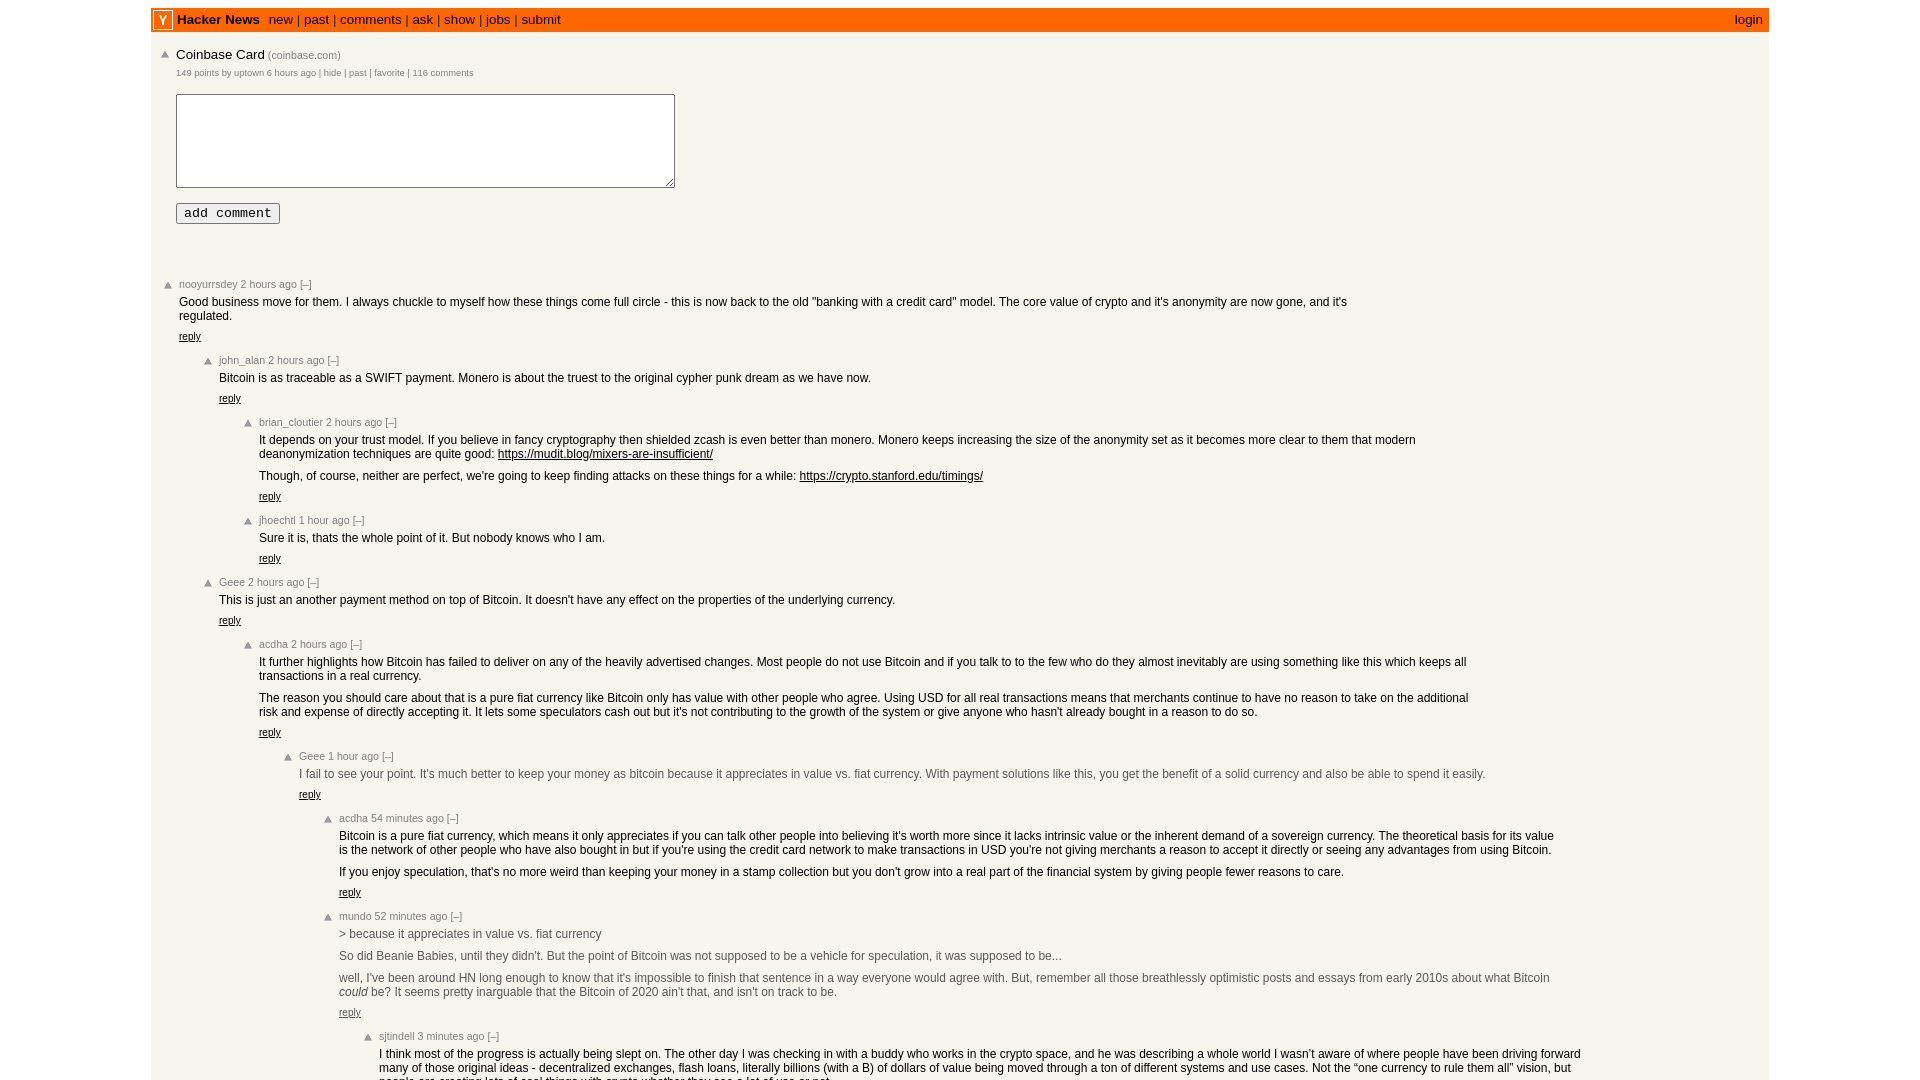 Y Hacker News new | past | comments | ask | show | jobs | submit login
Coinbase Card (coinbase.com)
149 points by uptown 6 hours ago | hide | past | favorite | 116 comments
add comment
nooyurrsdey 2 hours ago [–]
Good business move for them. I always chuckle to myself how these things come full circle - this is now back to the old "banking with a credit card" model. The core value of crypto and it's anonymity are now gone, and it's
regulated.
reply
john_alan 2 hours ago [–]
Bitcoin is as traceable as a SWIFT payment. Monero is about the truest to the original cypher punk dream as we have now.
reply
brian_cloutier 2 hours ago [–]
It depends on your trust model. If you believe in fancy cryptography then shielded zcash is even better than monero. Monero keeps increasing the size of the anonymity set as it becomes more clear to them that modern
deanonymization techniques are quite good: https://mudit.blog/mixers-are-insufficient/
Though, of course, neither are perfect, we're going to keep finding attacks on these things for a while: https://crypto.stanford.edu/timings/
reply
jhoechtl 1 hour ago [–]
Sure it is, thats the whole point of it. But nobody knows who I am.
reply
Geee 2 hours ago [–]
This is just an another payment method on top of Bitcoin. It doesn't have any effect on the properties of the underlying currency.
reply
acdha 2 hours ago [–]
It further highlights how Bitcoin has failed to deliver on any of the heavily advertised changes. Most people do not use Bitcoin and if you talk to to the few who do they almost inevitably are using something like this which keeps all
transactions in a real currency.
The reason you should care about that is a pure fiat currency like Bitcoin only has value with other people who agree. Using USD for all real transactions means that merchants continue to have no reason to take on the additional
risk and expense of directly accepting it. It lets some speculators cash out but it's not contributing to the growth of the system or give anyone who hasn't already bought in a reason to do so.
reply
Geee 1 hour ago [–]
I fail to see your point. It's much better to keep your money as bitcoin because it appreciates in value vs. fiat currency. With payment solutions like this, you get the benefit of a solid currency and also be able to spend it easily.
reply
acdha 54 minutes ago [–]
Bitcoin is a pure fiat currency, which means it only appreciates if you can talk other people into believing it's worth more since it lacks intrinsic value or the inherent demand of a sovereign currency. The theoretical basis for its value
is the network of other people who have also bought in but if you're using the credit card network to make transactions in USD you're not giving merchants a reason to accept it directly or seeing any advantages from using Bitcoin.
If you enjoy speculation, that's no more weird than keeping your money in a stamp collection but you don't grow into a real part of the financial system by giving people fewer reasons to care.
reply
mundo 52 minutes ago [–]
> because it appreciates in value vs. fiat currency
So did Beanie Babies, until they didn't. But the point of Bitcoin was not supposed to be a vehicle for speculation, it was supposed to be...
well, I've been around HN long enough to know that it's impossible to finish that sentence in a way everyone would agree with. But, remember all those breathlessly optimistic posts and essays from early 2010s about what Bitcoin
could be? It seems pretty inarguable that the Bitcoin of 2020 ain't that, and isn't on track to be.
reply
sjtindell 3 minutes ago [–]
I think most of the progress is actually being slept on. The other day I was checking in with a buddy who works in the crypto space, and he was describing a whole world I wasn’t aware of where people have been driving forward
many of those original ideas - decentralized exchanges, flash loans, literally billions (with a B) of dollars of value being moved through a ton of different systems and use cases. Not the “one currency to rule them all” vision, but